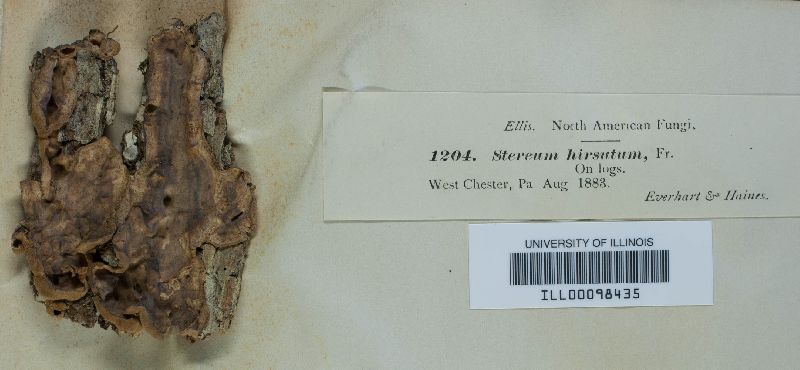 Ellis. North American Fungi.
1204. Stereum hirsutum, Fr.
On logs.
West Chester, Pa Aug 1883.
Everhart & Haines.
UNIVERSITY OF ILLINOIS
ILL00098435